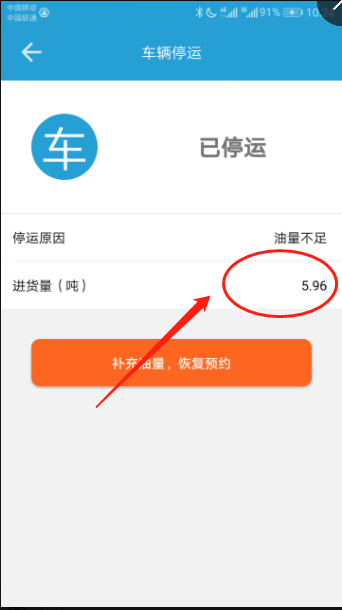 中国移动
中国联通
91%
车辆停运
车
已停运
停运原因 油量不足
进货量（吨） 5.96
补充油量，恢复预约